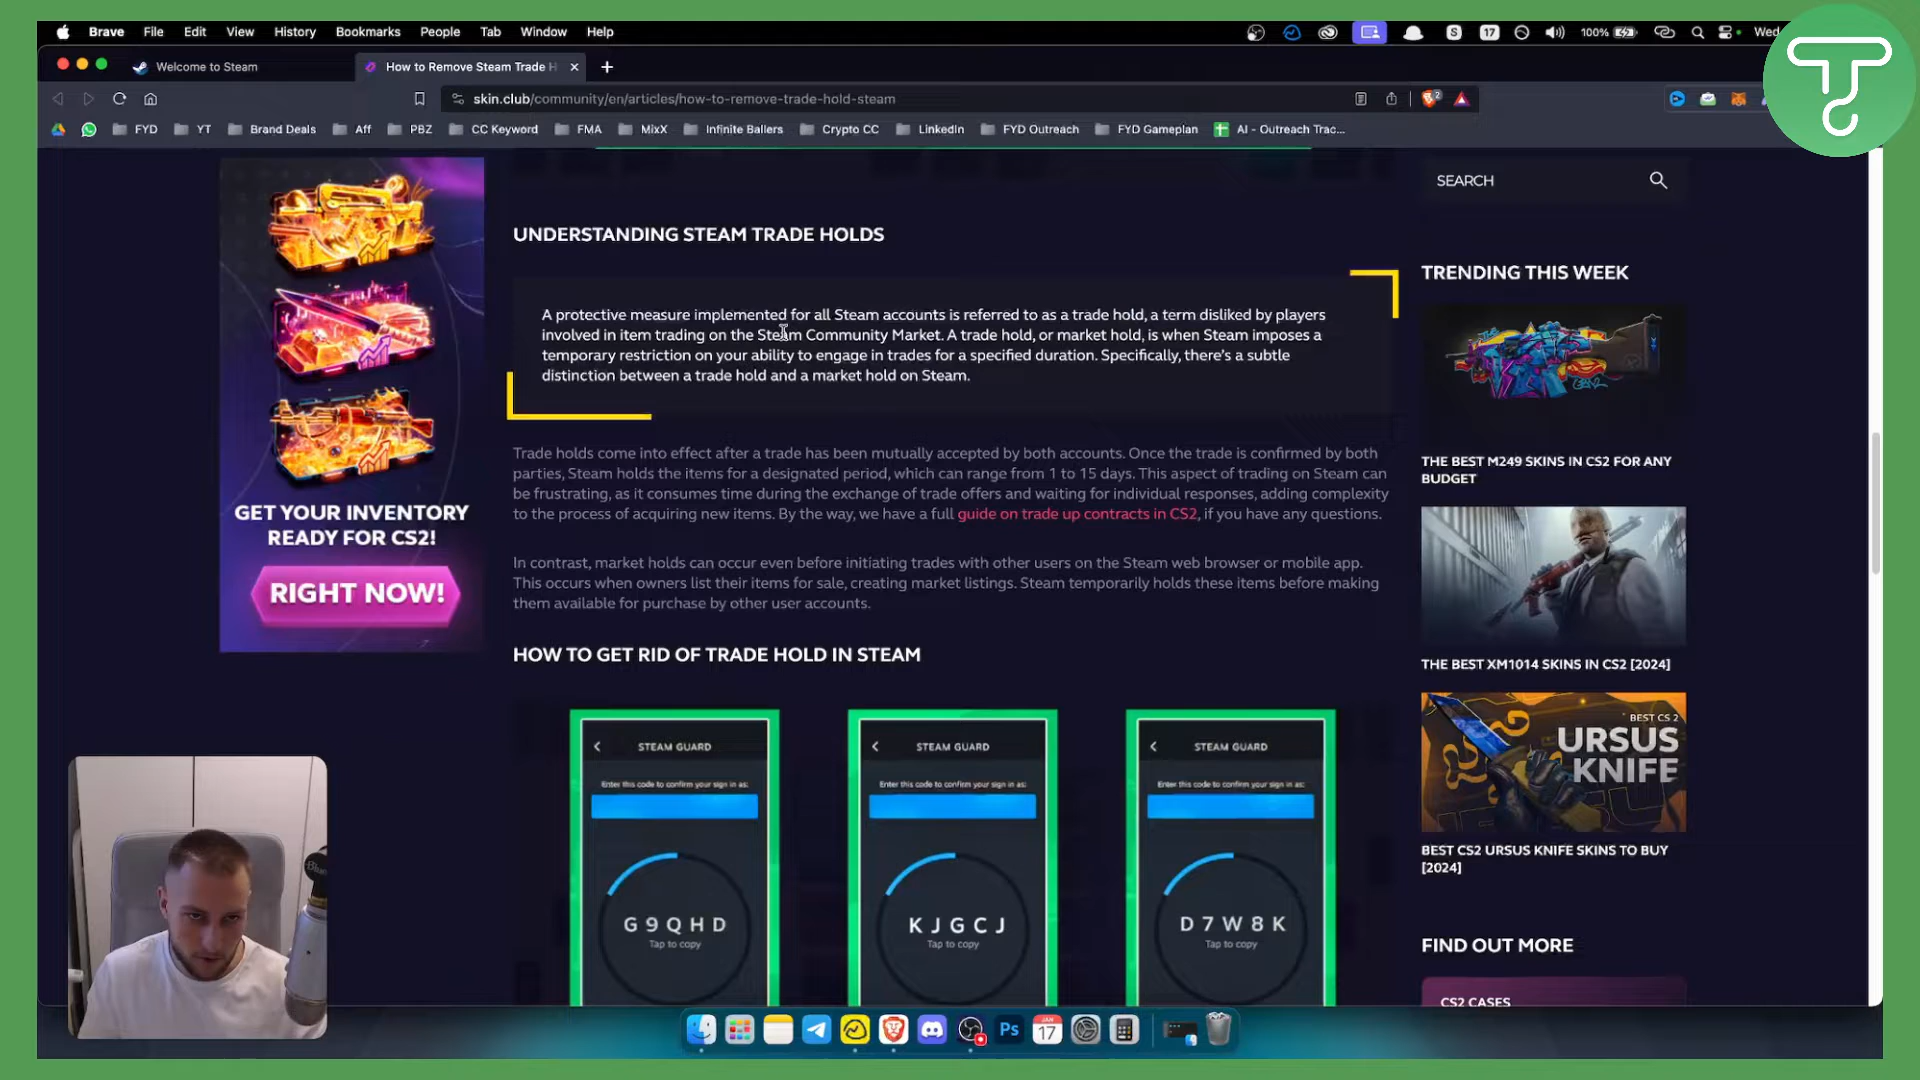 Brave File Edit View History Bookmarks People Tab Window Help
S 17 100% Wed
Welcome to Steam
How to Remove Steam Trade H
skin.club/community/en/articles/how-to-remove-trade-hold-steam
2
FYD YT Brand Deals Aff PBZ CC Keyword FMA MixX Infinite Ballers Crypto CC LinkedIn FYD Outreach FYD Gameplan AI - Outreach Trac...
GET YOUR INVENTORY
READY FOR CS2!
RIGHT NOW!
UNDERSTANDING STEAM TRADE HOLDS
A protective measure implemented for all Steam accounts is referred to as a trade hold, a term disliked by players
involved in item trading on the Steam Community Market. A trade hold, or market hold, is when Steam imposes a
temporary restriction on your ability to engage in trades for a specified duration. Specifically, there's a subtle
distinction between a trade hold and a market hold on Steam.
Trade holds come into effect after a trade has been mutually accepted by both accounts. Once the trade is confirmed by both
parties, Steam holds the items for a designated period, which can range from 1 to 15 days. This aspect of trading on Steam can
be frustrating, as it consumes time during the exchange of trade offers and waiting for individual responses, adding complexity
to the process of acquiring new items. By the way, we have a full guide on trade up contracts in CS2, if you have any questions.
In contrast, market holds can occur even before initiating trades with other users on the Steam web browser or mobile app.
This occurs when owners list their items for sale, creating market listings. Steam temporarily holds these items before making
them available for purchase by other user accounts.
HOW TO GET RID OF TRADE HOLD IN STEAM
STEAM GUARD
Enter this code to confirm your sign in as:
G9QHD
Tap to copy
STEAM GUARD
Enter this code to confirm your sign in as:
KJGCJ
Tap to copy
STEAM GUARD
Enter this code to confirm your sign in as:
D7W8K
Tap to copy
SEARCH
TRENDING THIS WEEK
THE BEST M249 SKINS IN CS2 FOR ANY
BUDGET
THE BEST XM1014 SKINS IN CS2 [2024]
BEST CS 2
URSUS
KNIFE
BEST CS2 URSUS KNIFE SKINS TO BUY
[2024]
FIND OUT MORE
CS2 CASES
Ps
JAN
17